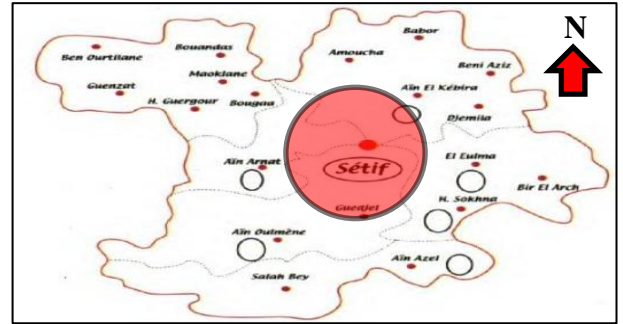 N
Babor
Bouandas
Amoucha
Ben Ourtilane
Beni Aziz
Maoklane
Guenzat
Aïn El Kébira
H. Guergour
Bougaa
Djemila
El Eulma
Aïn Arnat
Sétif
Bir El Arch
H. Sokhna
Guedjel
Aïn Oulmène
Aïn Azel
Salah Bey